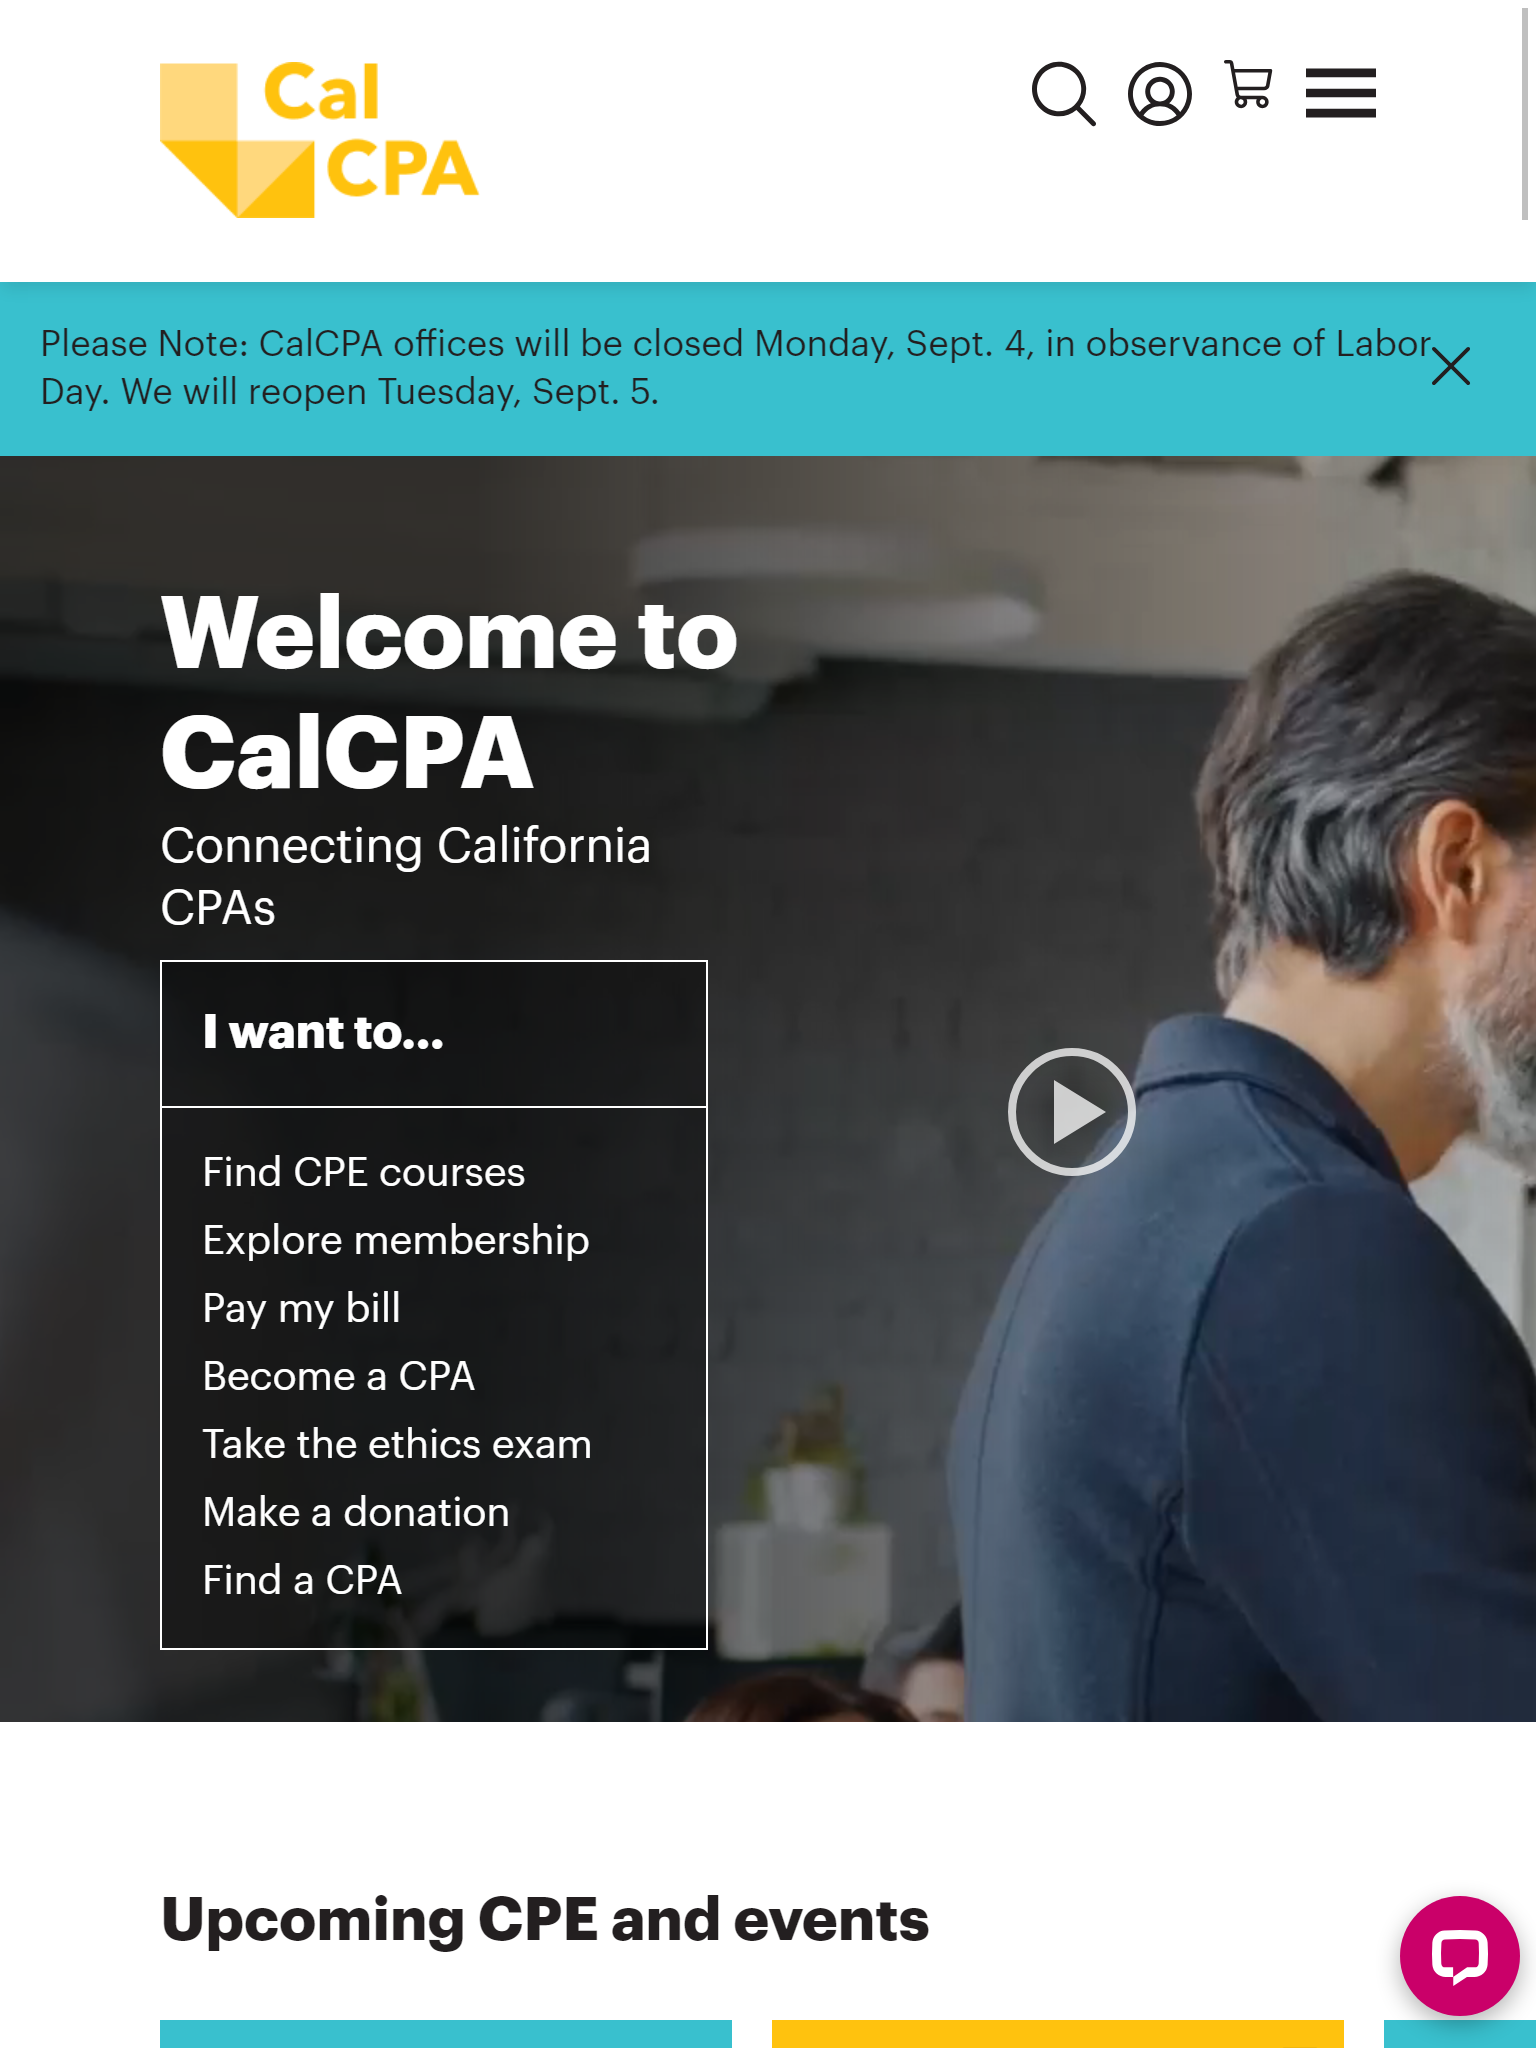 Cal
CPA
Please Note: CalCPA offices will be closed Monday, Sept. 4, in observance of Labor
Day. We will reopen Tuesday, Sept. 5.
Welcome to
CalCPA
Connecting California
CPAs
I want to...
Find CPE courses
Explore membership
Pay my bill
Become a CPA
Take the ethics exam
Make a donation
Find a CPA
Upcoming CPE and events